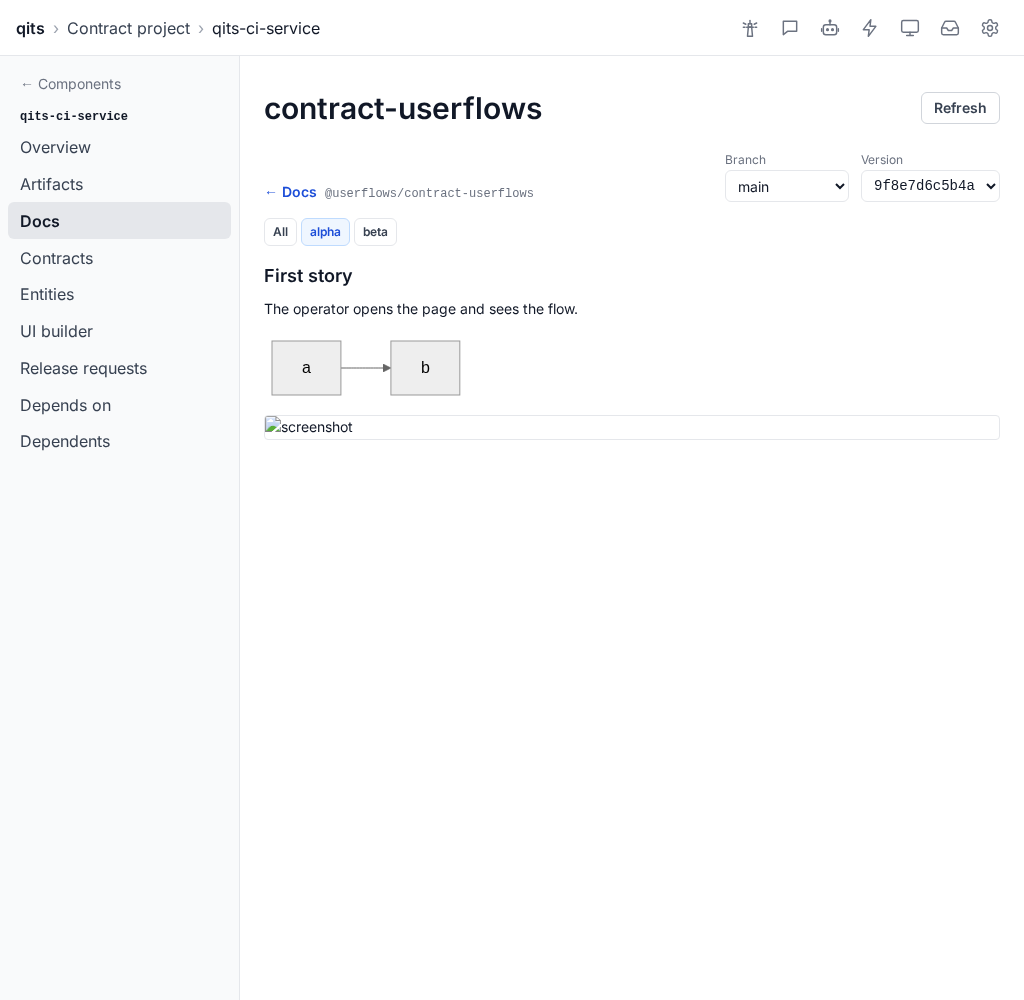 qits › Contract project › qits-ci-service
← Components
qits-ci-service
Overview
Artifacts
Docs
Contracts
Entities
UI builder
Release requests
Depends on
Dependents
contract-userflows
Refresh
Branch
Version
← Docs @userflows/contract-userflows
main
9f8e7d6c5b4a
All
alpha
beta
First story
The operator opens the page and sees the flow.
a
b
screenshot